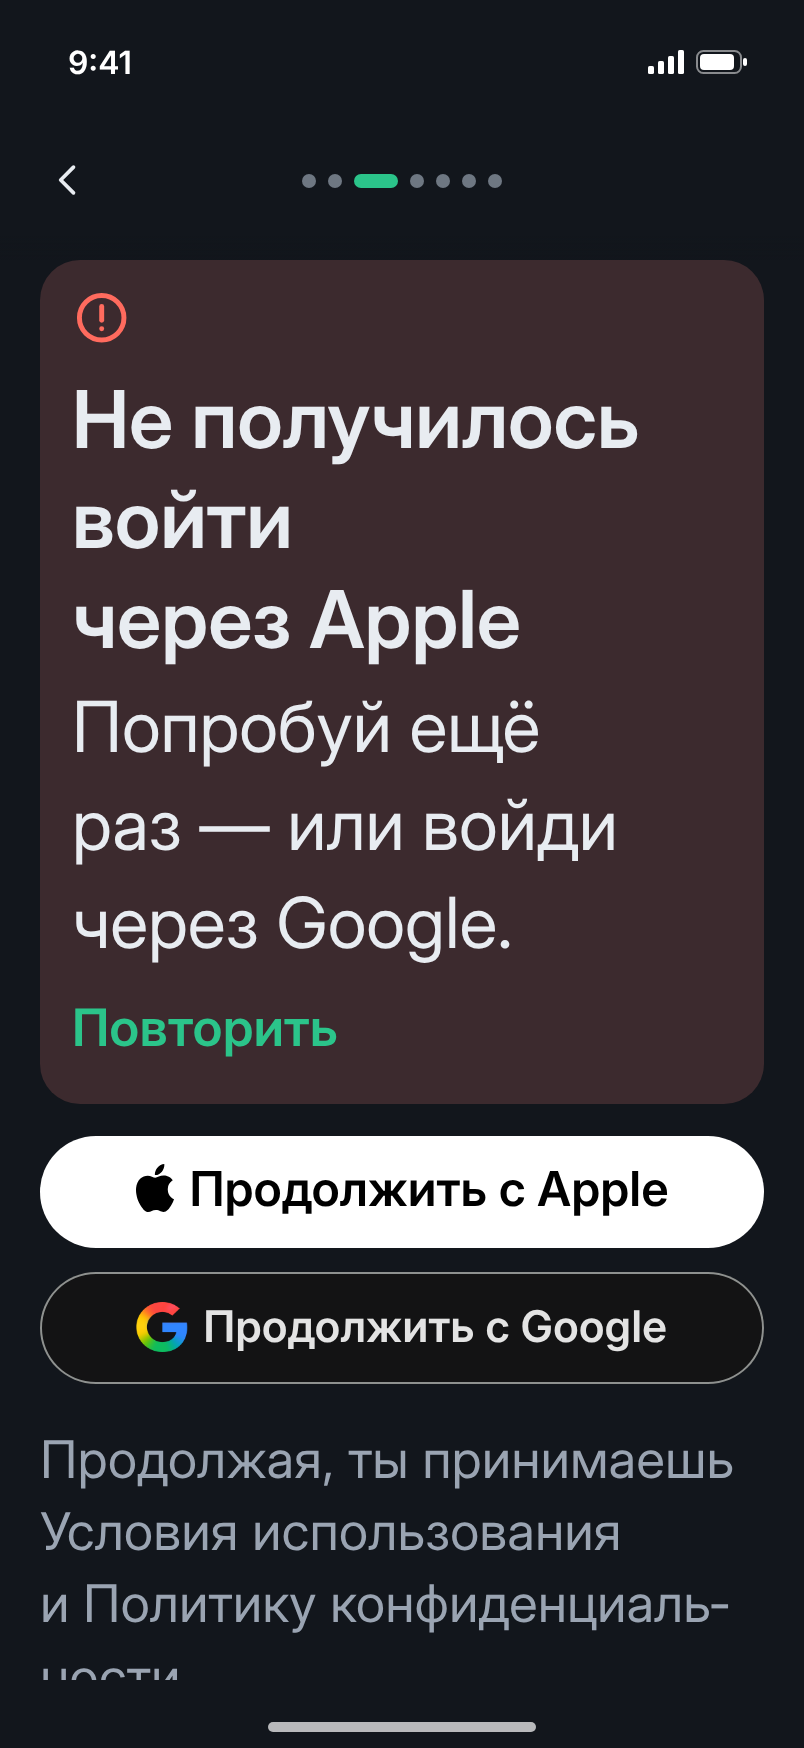 9:41
Не получилось
войти
через Apple
Попробуй ещё
раз — или войди
через Google.
Повторить
Продолжить с Apple
Продолжить с Google
Продолжая, ты принимаешь
Условия использования
и Политику конфиденциаль-
ности